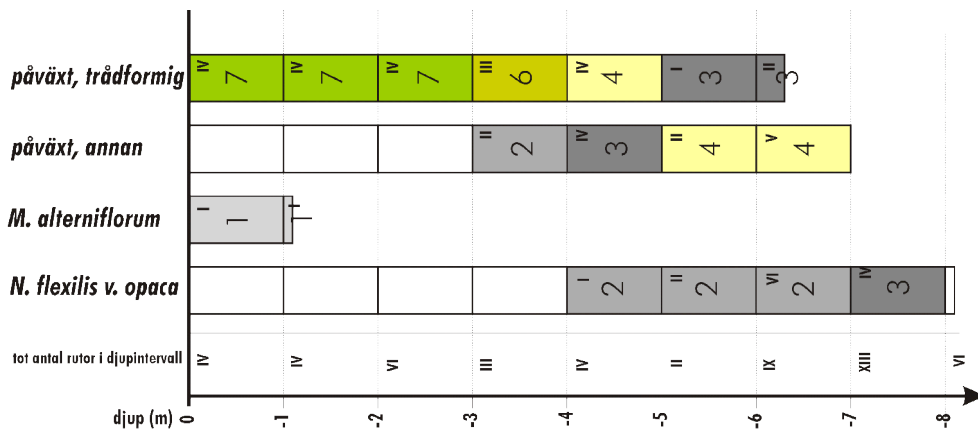 påväxt, trådformig IV 7 IV 7 IV 7 III 6 IV 4 I 3 II 3
påväxt, annan II 2 IV 3 II 4 V 4
M. alterniflorum I 1 I 1
N. flexilis v. opaca I 2 II 2 VI 2 IV 3
tot antal rutor i djupintervall IV IV VI III IV II IX XIII VI
djup (m) 0 -1 -2 -3 -4 -5 -6 -7 -8